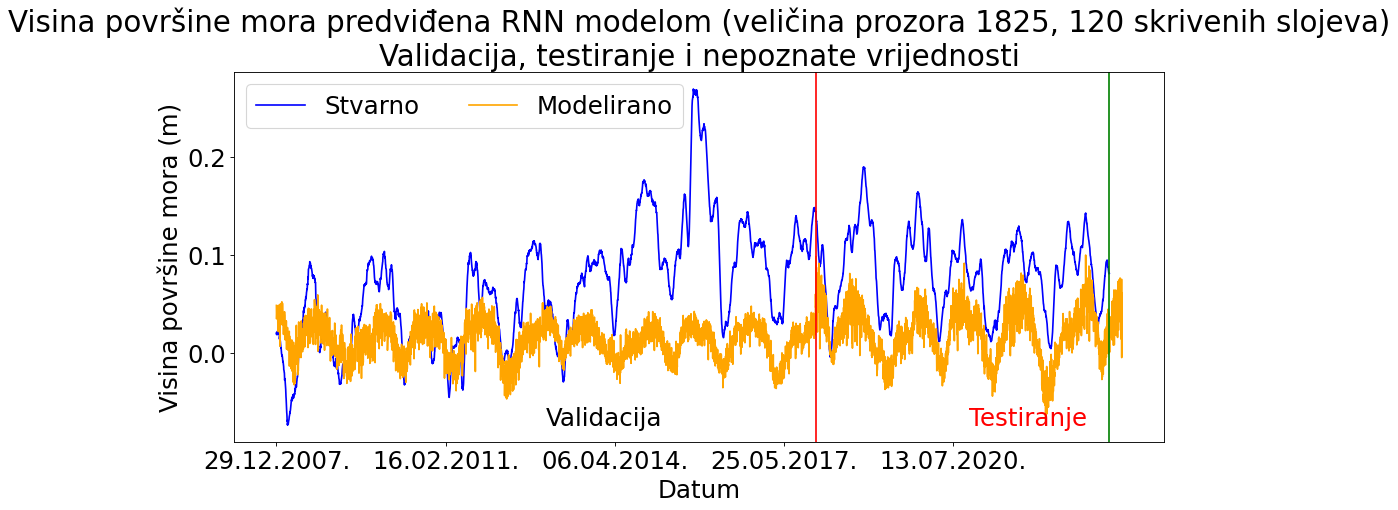 Visina površine mora predviđena RNN modelom (veličina prozora 1825, 120 skrivenih slojeva)
Validacija, testiranje i nepoznate vrijednosti
Stvarno
Modelirano
Visina površine mora (m)
0.2
0.1
0.0
Validacija
Testiranje
29.12.2007.
16.02.2011.
06.04.2014.
25.05.2017.
13.07.2020.
Datum